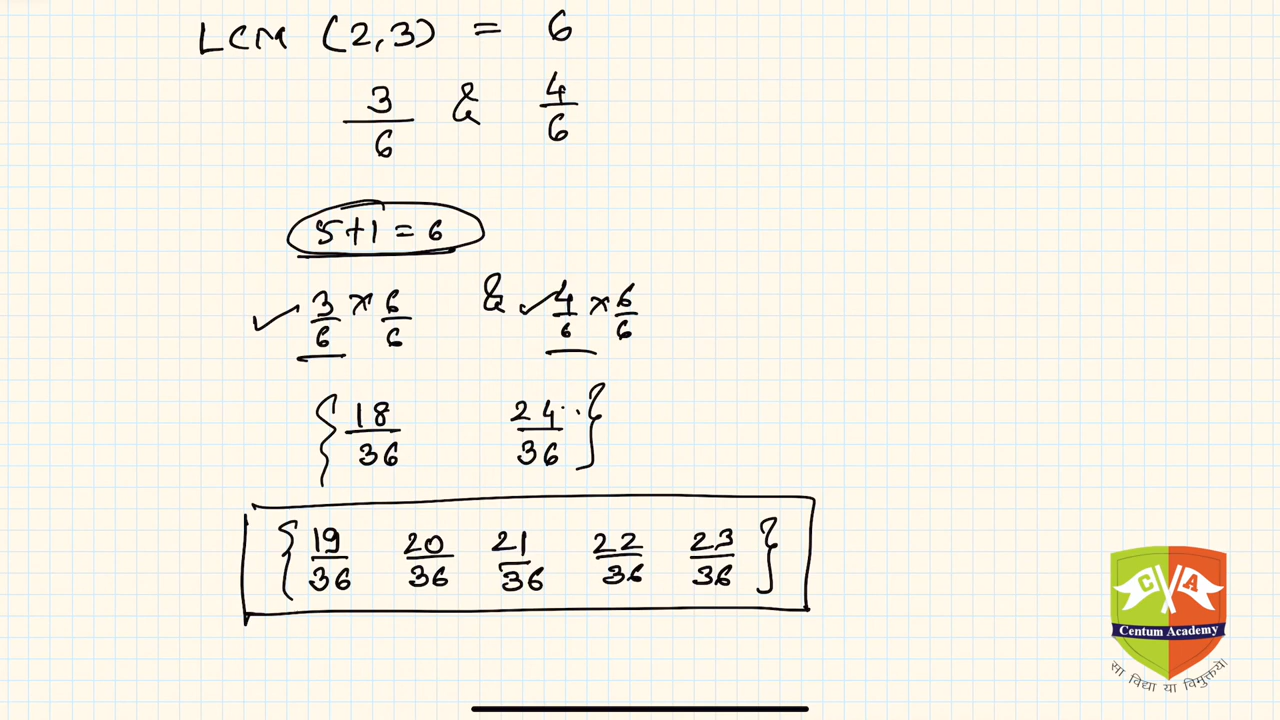 LCM (2,3) = 6
3/6 & 4/6
5+1 = 6
3/6 × 6/6 & 4/6 × 6/6
{ 18/36 24/36 }
{ 19/36 20/36 21/36 22/36 23/36 }
C A
Centum Academy
सा विद्या या विमुक्तये